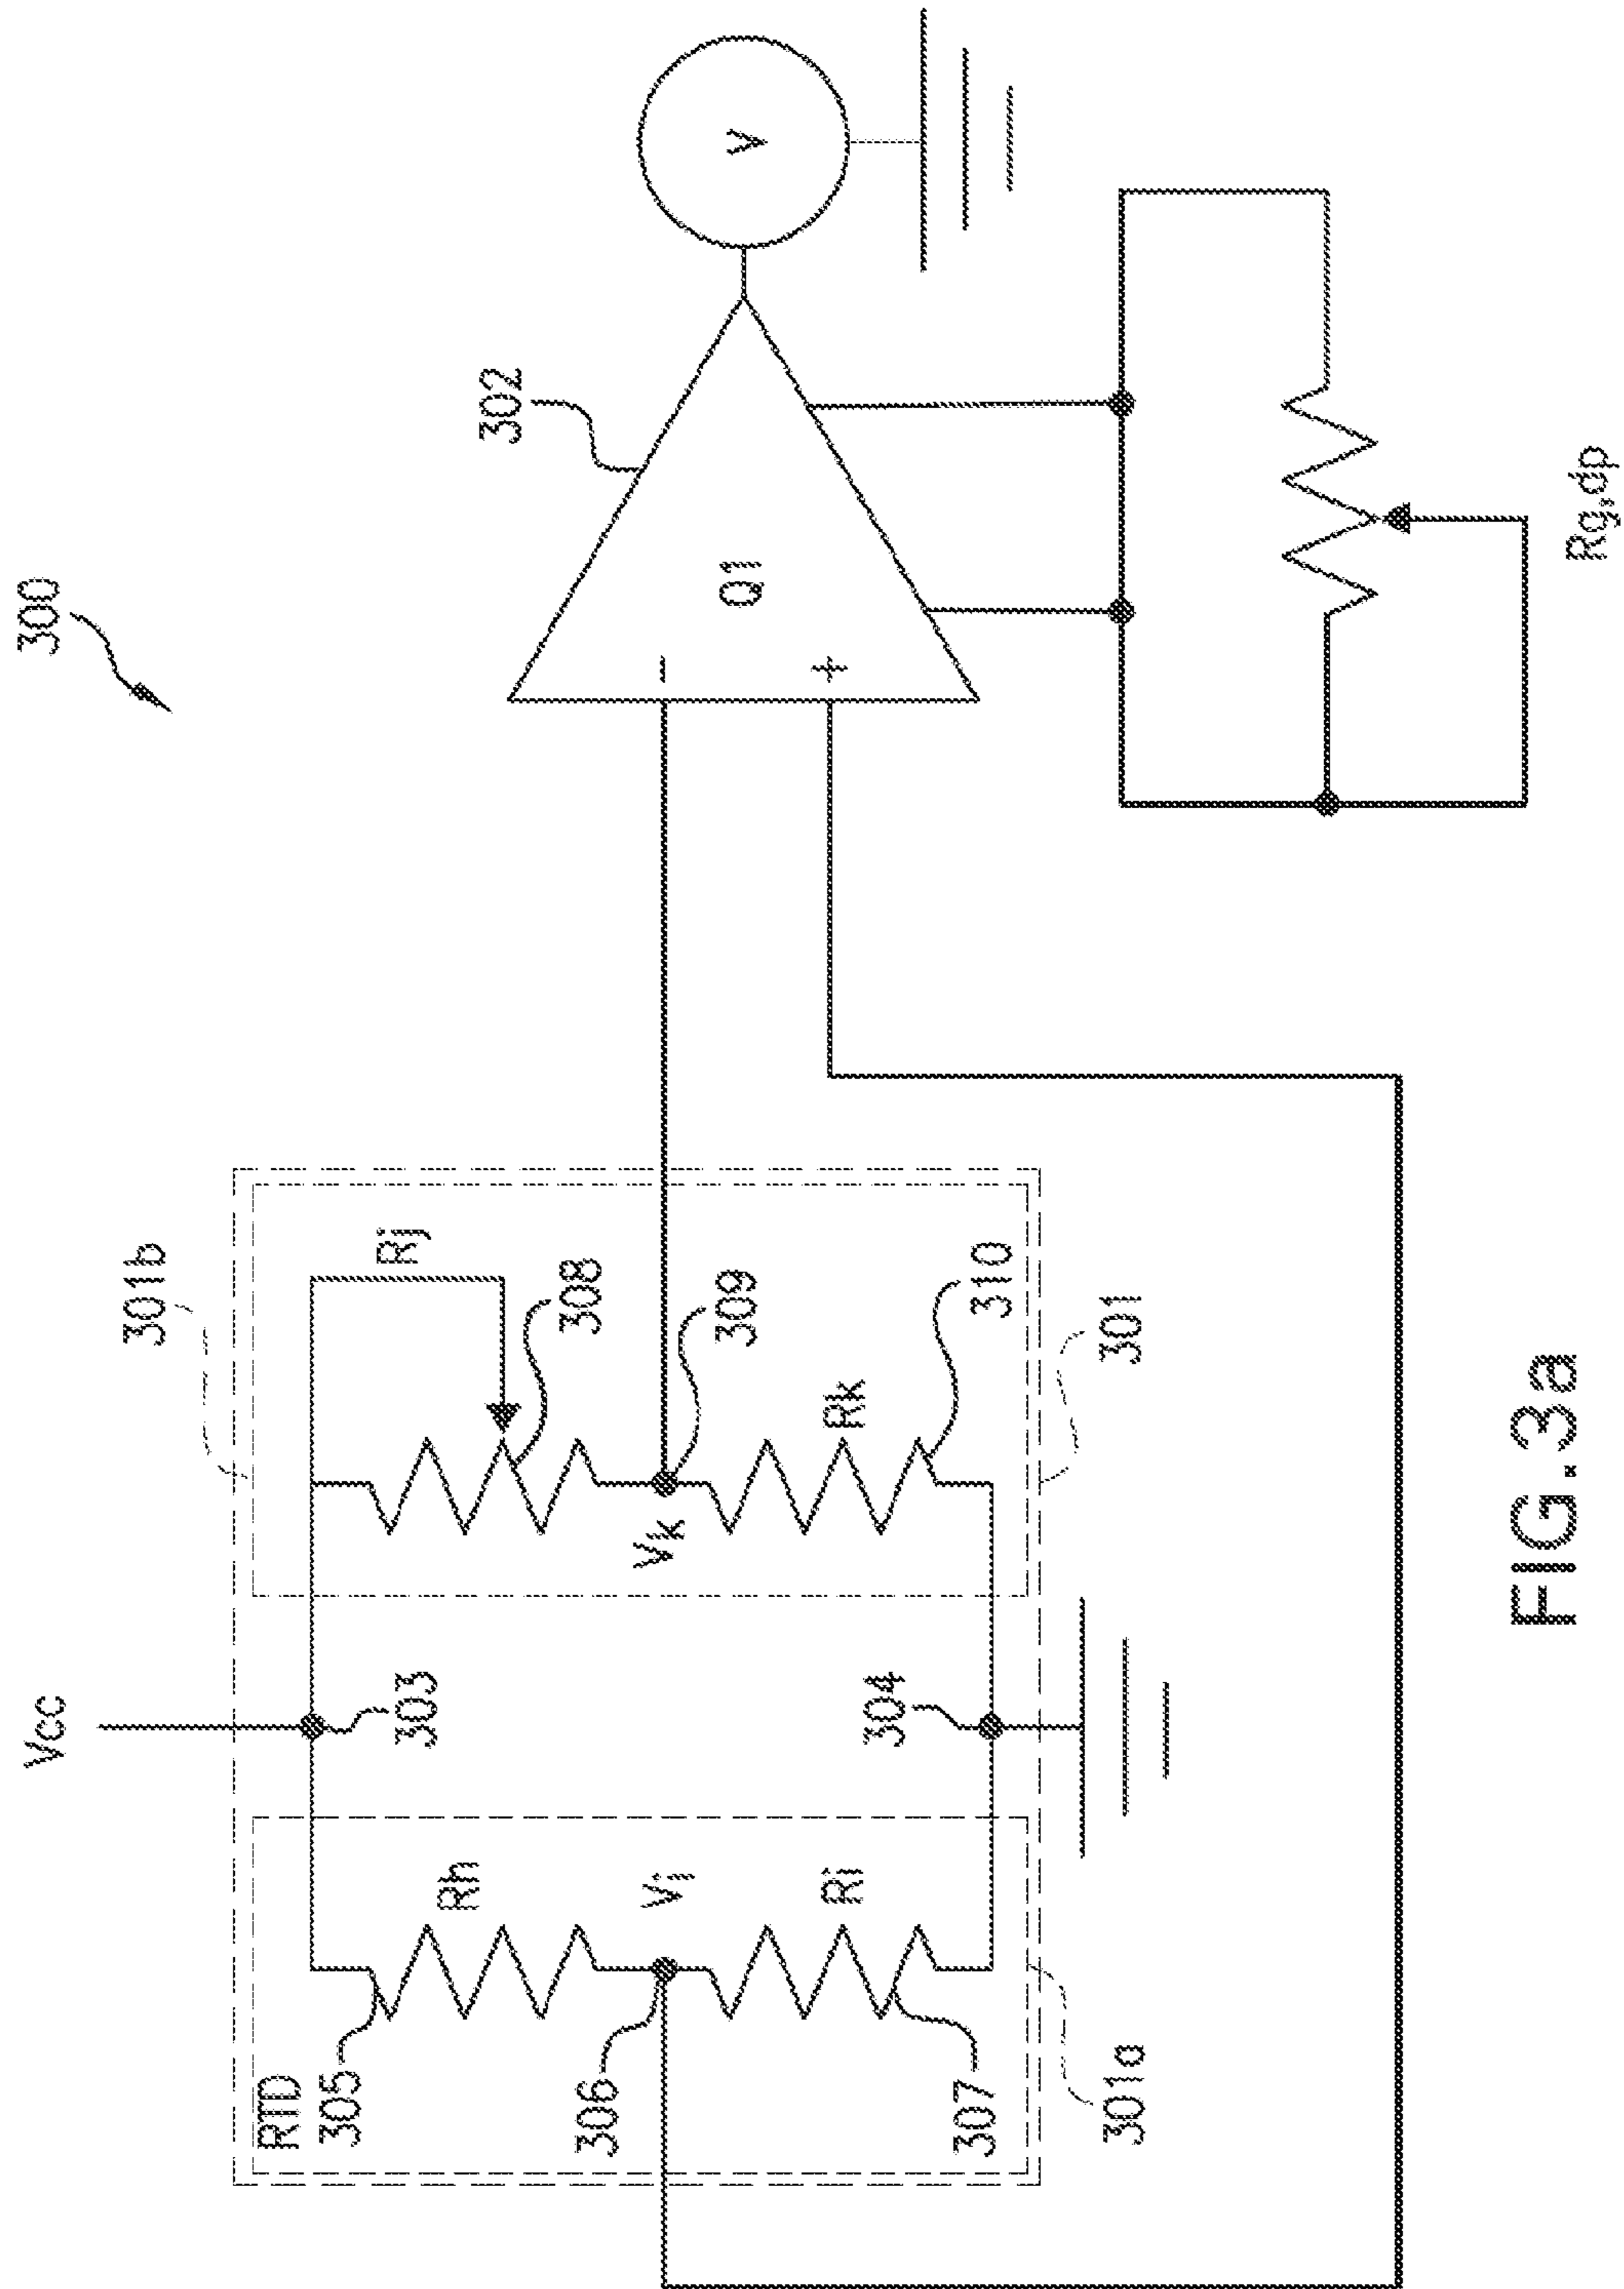 300
Vcc
301b
302
Rj
303
308
RTD
305
Rh
Vk
309
Q1
-
+
V
306
Vi
304
Rk
310
307
Ri
301a
301
Rg,dp
FIG.3a